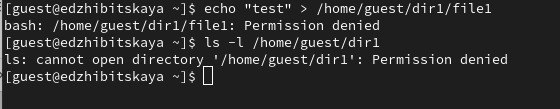 [guest@edzhibitskaya ~]$ echo "test" > /home/guest/dir1/file1
bash: /home/guest/dir1/file1: Permission denied
[guest@edzhibitskaya ~]$ ls -l /home/guest/dir1
ls: cannot open directory '/home/guest/dir1': Permission denied
[guest@edzhibitskaya ~]$